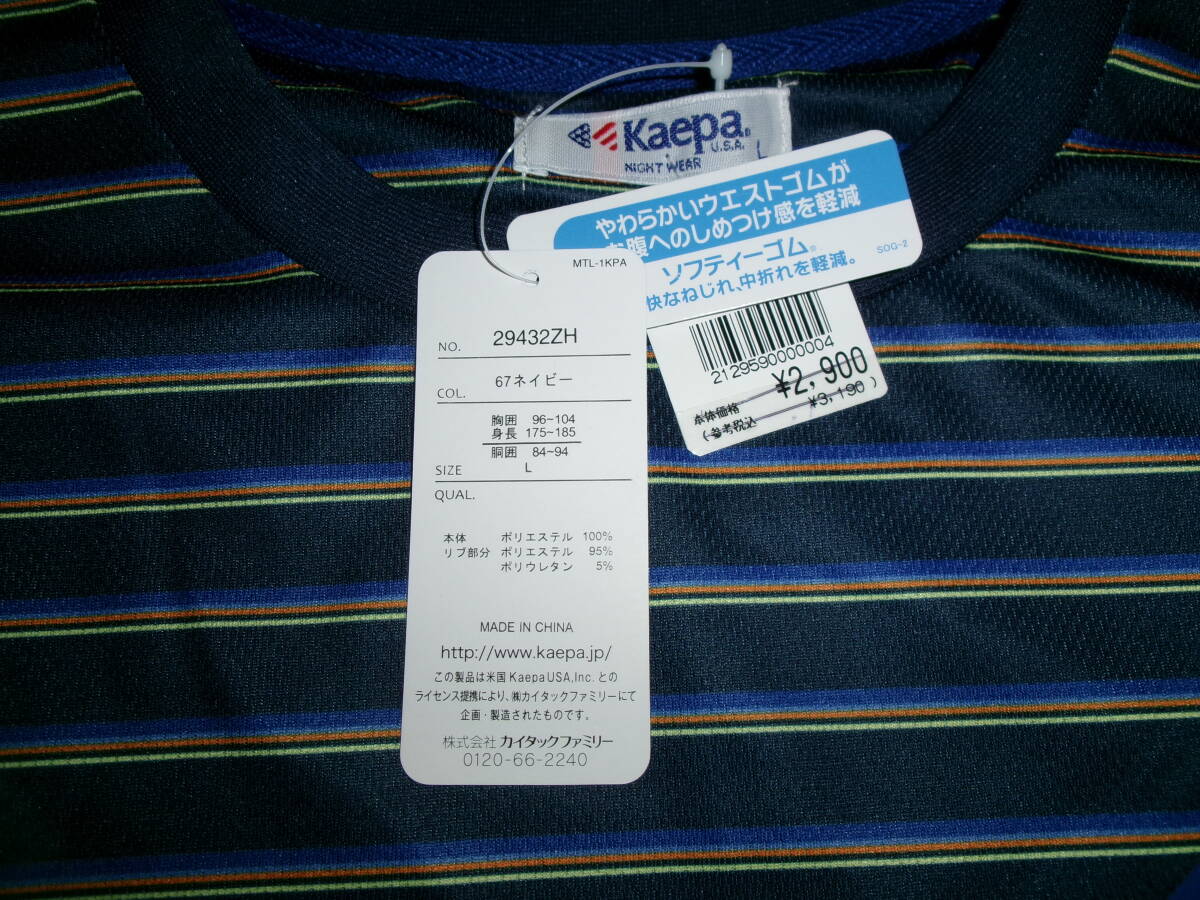 Kaepa®
U.S.A.
NIGHT WEAR
L
やわらかいウエストゴムが
お腹へのしめつけ感を軽減
ソフティーゴム®
快なねじれ、中折れを軽減。
SOG-2
2129590000004
¥2,900
本体価格
¥3,190)
(参考税込
MTL-1KPA
NO. 29432ZH
COL. 67ネイビー
胸囲 96~104
身長 175~185
胴囲 84~94
SIZE L
QUAL.
本体 ポリエステル 100%
リブ部分 ポリエステル 95%
ポリウレタン 5%
MADE IN CHINA
http://www.kaepa.jp/
この製品は米国KaepaUSA,Inc.との
ライセンス提携により、㈱カイタックファミリーにて
企画・製造されたものです。
株式会社 カイタックファミリー
0120-66-2240